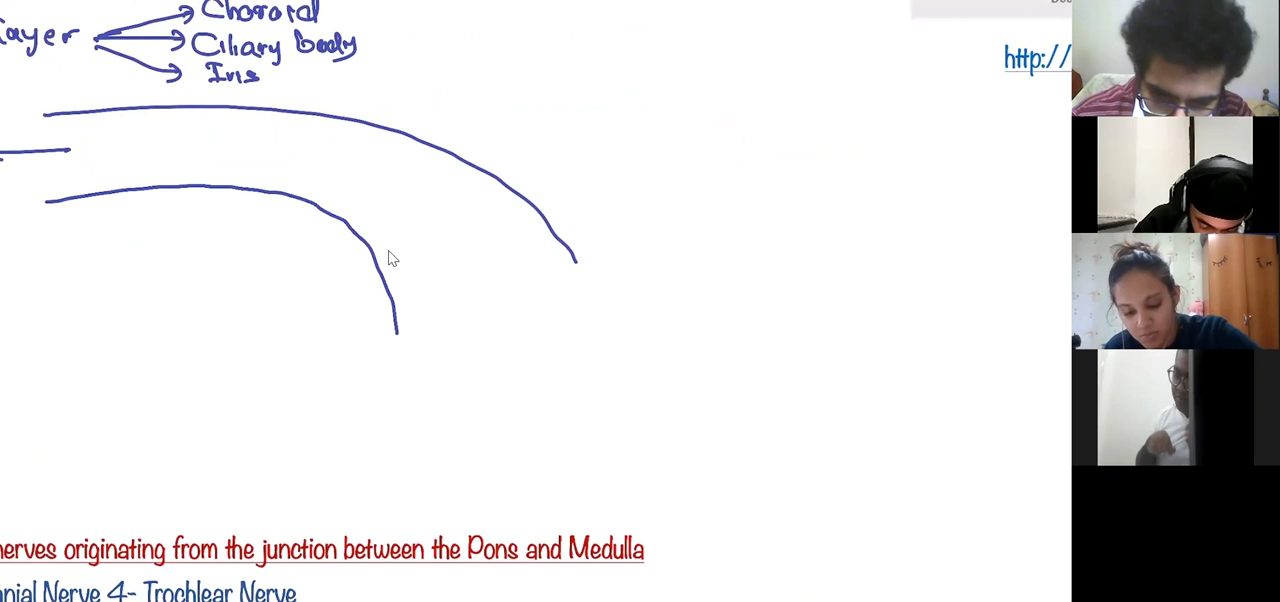 Layer
Choroid
Ciliary Body
Iris
http://
nerves originating from the junction between the Pons and Medulla
anial Nerve 4- Trochlear Nerve